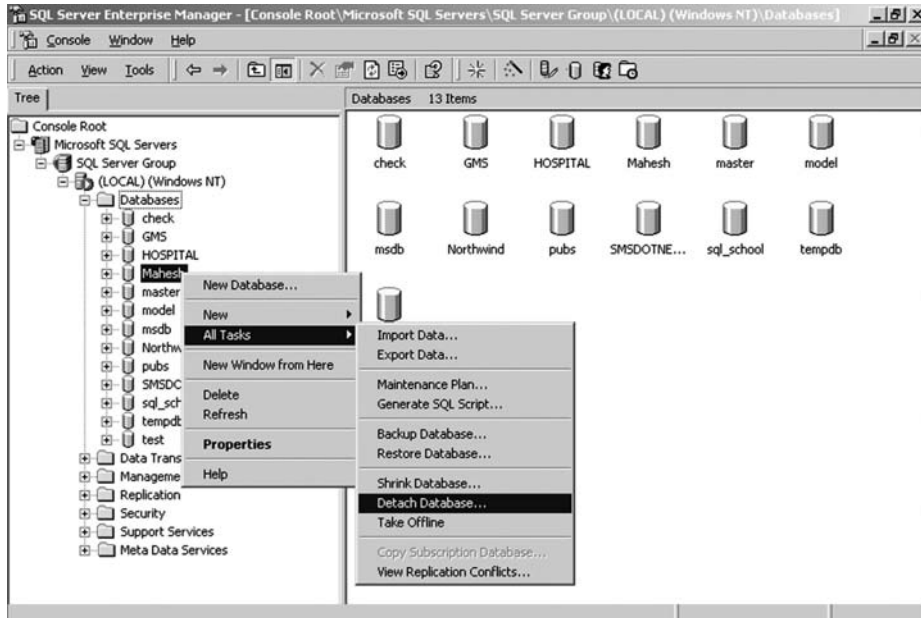 SQL Server Enterprise Manager - [Console Root\Microsoft SQL Servers\SQL Server Group\(LOCAL) (Windows NT)\Databases]
Console Window Help
Action View Tools
Tree
Databases 13 Items
Console Root
Microsoft SQL Servers
SQL Server Group
(LOCAL) (Windows NT)
Databases
check
GMS
HOSPITAL
Mahesh
master
model
msdb
Northw
pubs
SMSDC
sql_sch
tempdb
test
Data Trans
Manageme
Replication
Security
Support Services
Meta Data Services
check GMS HOSPITAL Mahesh master model
msdb Northwind pubs SMSDOTNE... sql_school tempdb
New Database...
New
All Tasks
New Window from Here
Delete
Refresh
Properties
Help
Import Data...
Export Data...
Maintenance Plan...
Generate SQL Script...
Backup Database...
Restore Database...
Shrink Database...
Detach Database...
Take Offline
Copy Subscription Database...
View Replication Conflicts...